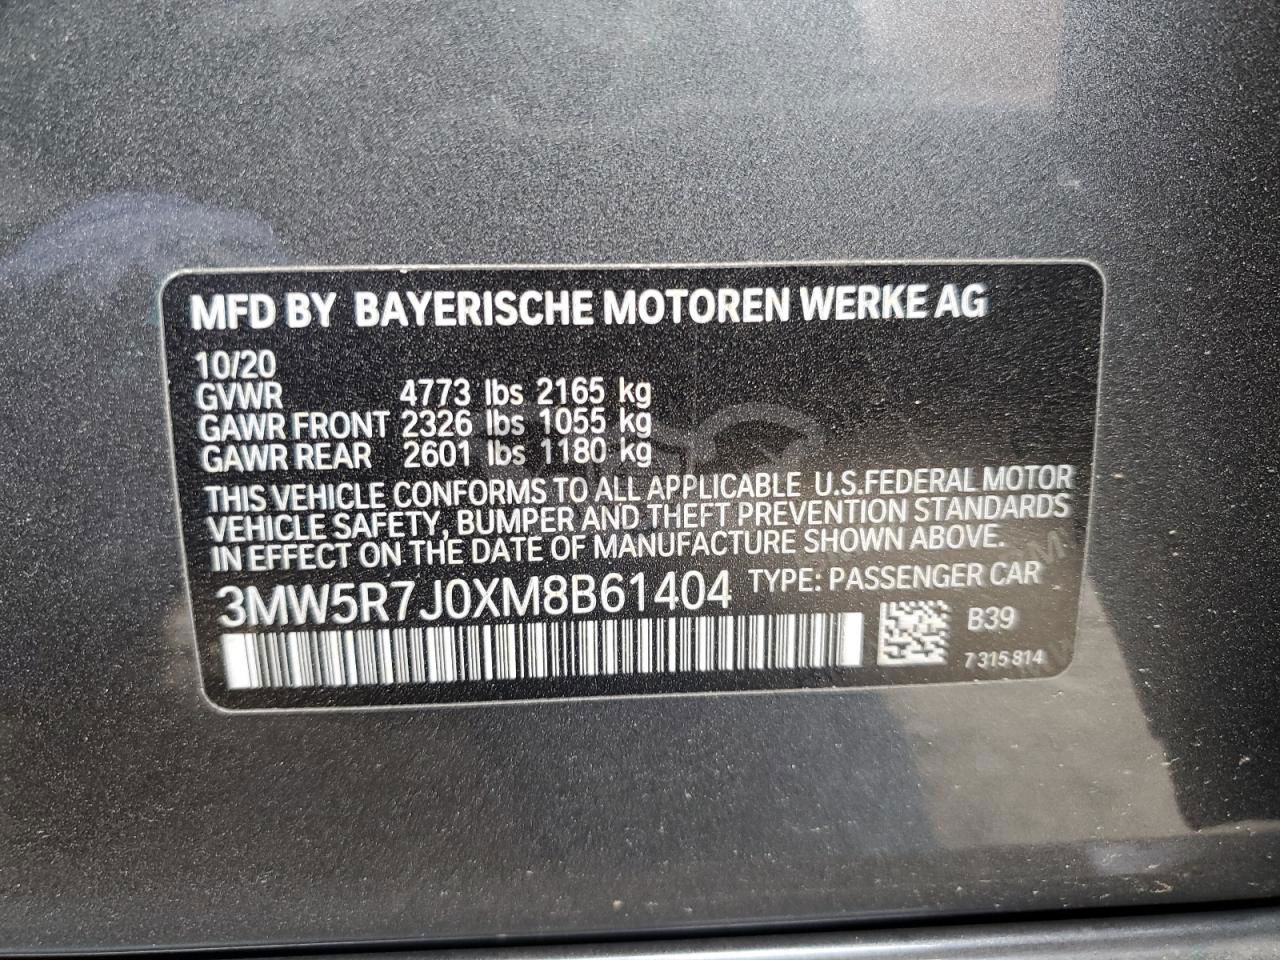 MFD BY BAYERISCHE MOTOREN WERKE AG
10/20
GVWR 4773 lbs 2165 kg
GAWR FRONT 2326 lbs 1055 kg
GAWR REAR 2601 lbs 1180 kg
THIS VEHICLE CONFORMS TO ALL APPLICABLE U.S.FEDERAL MOTOR
VEHICLE SAFETY, BUMPER AND THEFT PREVENTION STANDARDS
IN EFFECT ON THE DATE OF MANUFACTURE SHOWN ABOVE.
3MW5R7J0XM8B61404 TYPE: PASSENGER CAR
B39
7 315 814